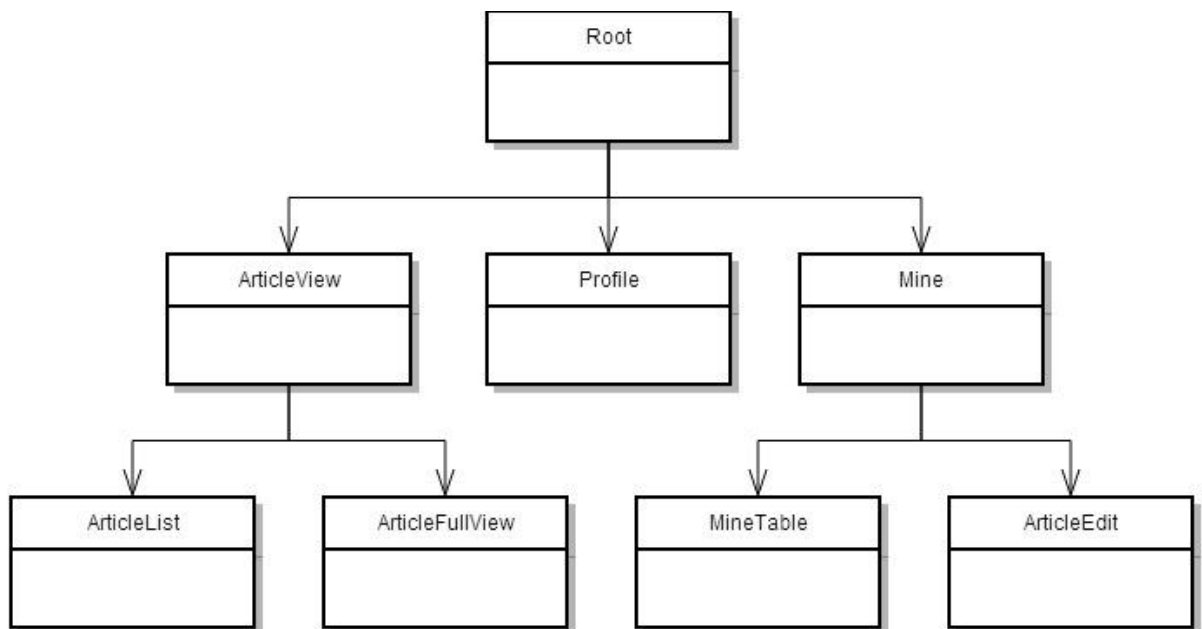 Root
ArticleView
Profile
Mine
ArticleList
ArticleFullView
MineTable
ArticleEdit